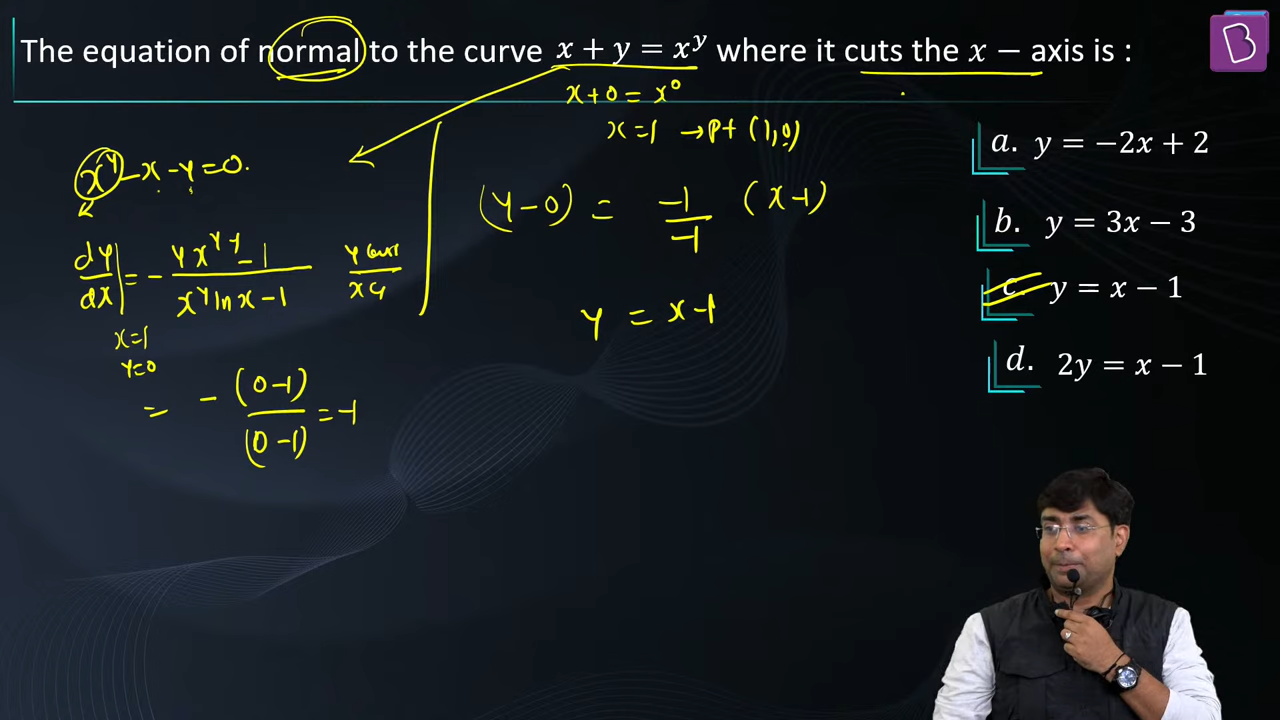 The equation of normal to the curve x + y = x^y where it cuts the x − axis is :
x+0 = x^0
x=1 → Pt (1,0)
x^y − x − y = 0.
(y − 0) = -1/-1 (x − 1)
y = x − 1
dy/dx | = − (y x^(y−1) − 1)/(x^y ln x − 1)
y const
x const
x=1
y=0
= − (0−1)/(0−1) = −1
a. y = −2x + 2
b. y = 3x − 3
c. y = x − 1
d. 2y = x − 1
B